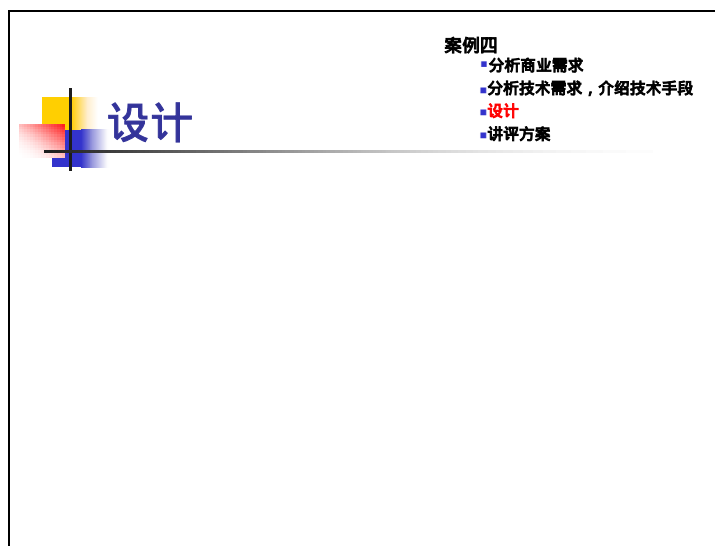 案例四
分析商业需求
分析技术需求，介绍技术手段
设计
讲评方案
设计